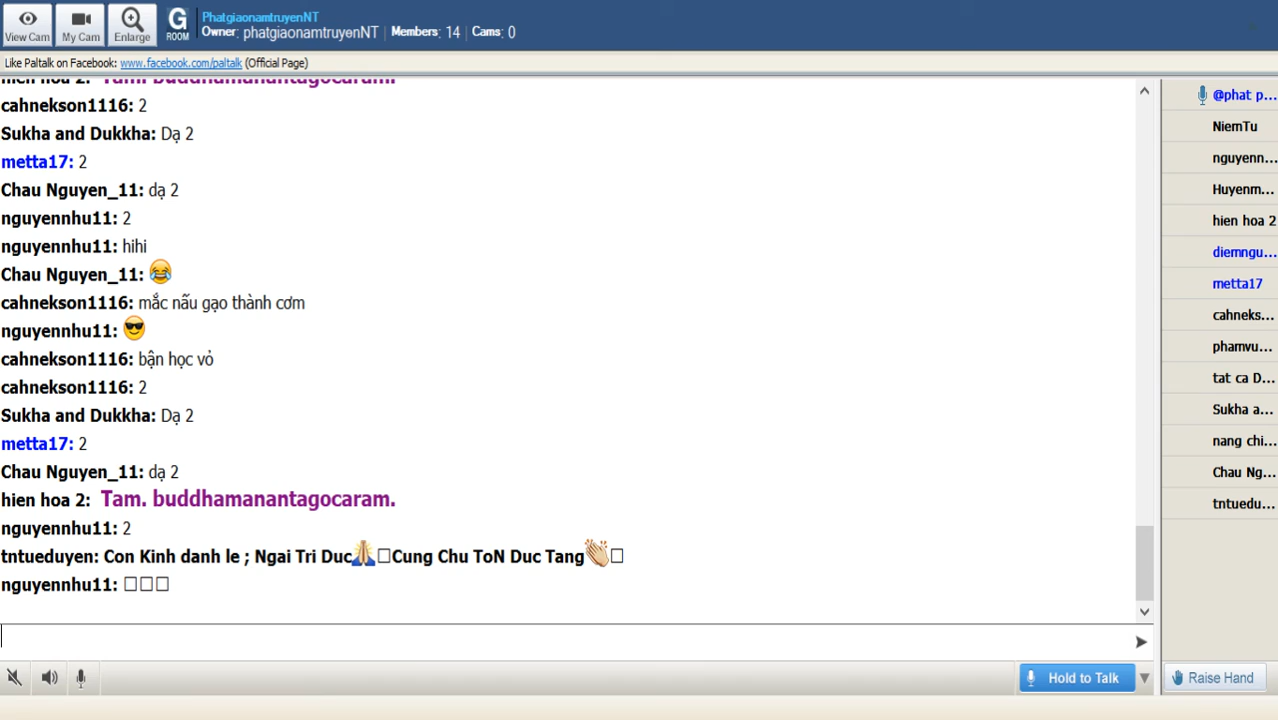 View Cam
My Cam
Enlarge
G
ROOM
PhatgiaonamtruyenNT
Owner: phatgiaonamtruyenNT Members: 14 Cams: 0
Like Paltalk on Facebook: www.facebook.com/paltalk (Official Page)
hien hoa 2: Tam. buddhamanantagocaram.
cahnekson1116: 2
Sukha and Dukkha: Dạ 2
metta17: 2
Chau Nguyen_11: dạ 2
nguyennhu11: 2
nguyennhu11: hihi
Chau Nguyen_11: 😂
cahnekson1116: mắc nấu gạo thành cơm
nguyennhu11: 😎
cahnekson1116: bận học vỏ
cahnekson1116: 2
Sukha and Dukkha: Dạ 2
metta17: 2
Chau Nguyen_11: dạ 2
hien hoa 2: Tam. buddhamanantagocaram.
nguyennhu11: 2
tntueduyen: Con Kinh danh le ; Ngai Tri Duc🙏□Cung Chu ToN Duc Tang👏□
nguyennhu11: □□□
@phat p...
NiemTu
nguyenn...
Huyenm...
hien hoa 2
diemngu...
metta17
cahneks...
phamvu...
tat ca D...
Sukha a...
nang chi...
Chau Ng...
tntuedu...
Hold to Talk
Raise Hand